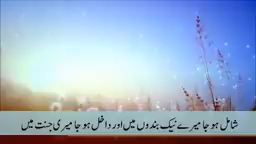 شامل ہو جا میرے نیک بندوں میں اور داخل ہو جا میری جنت میں